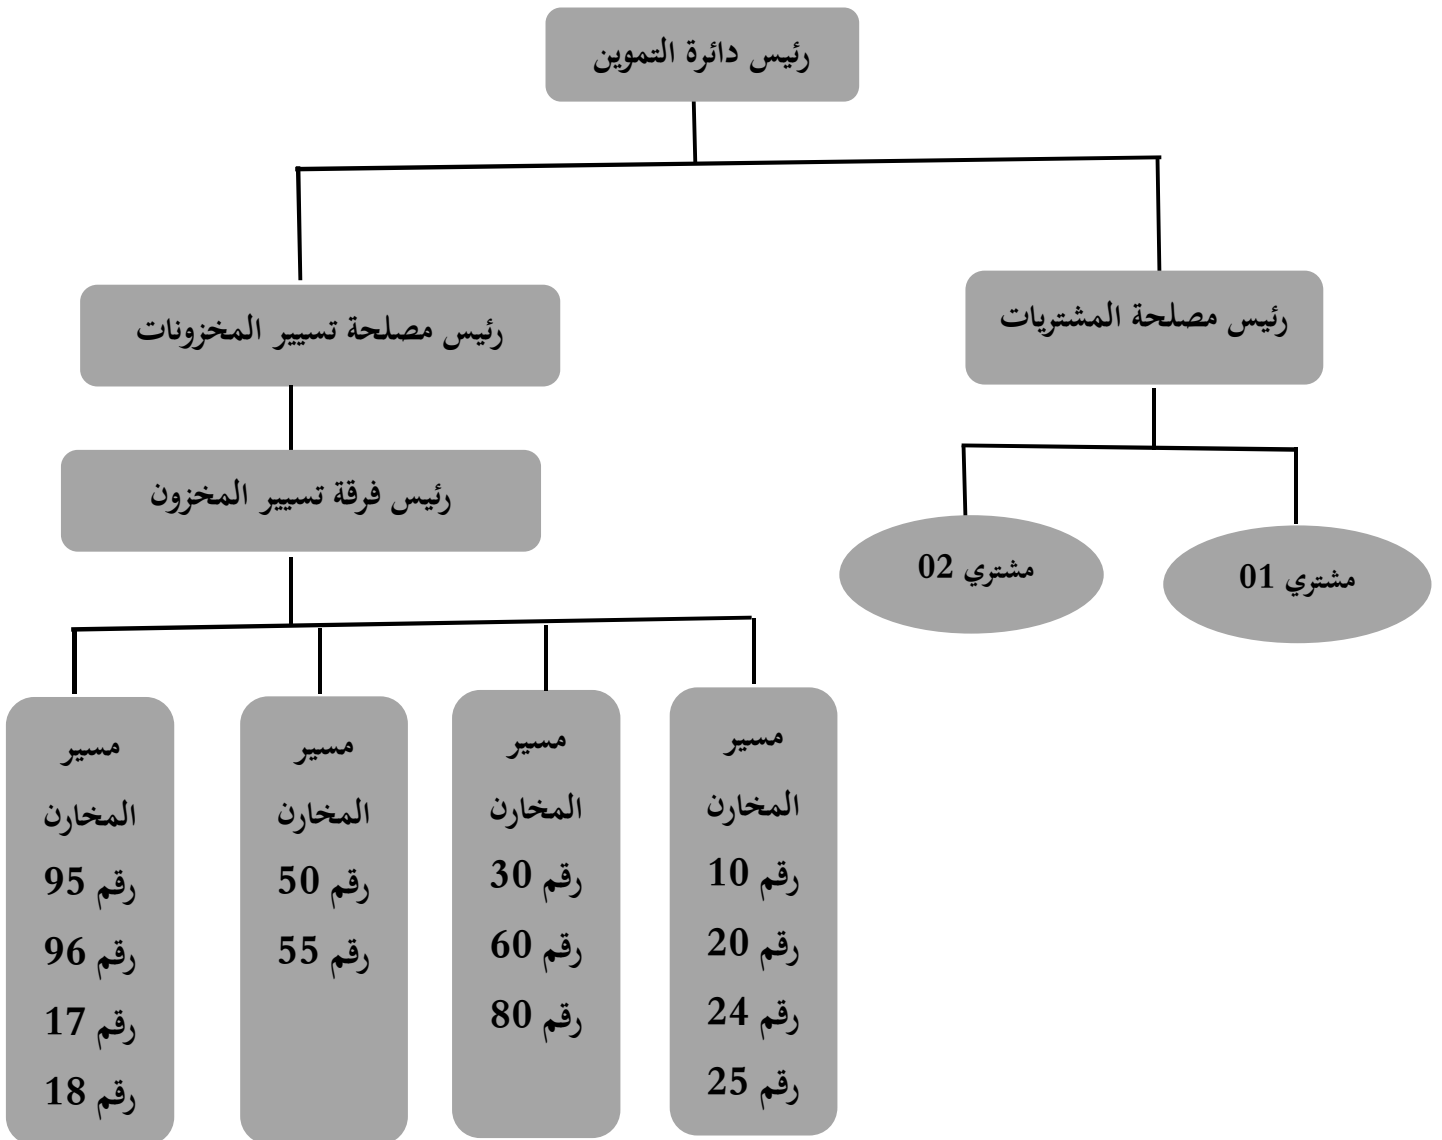 رئيس دائرة التموين
رئيس مصلحة المشتريات
رئيس مصلحة تسيير المخزونات
رئيس فرقة تسيير المخزون
مشتري 01
مشتري 02
مسير
المخارن
رقم 10
رقم 20
رقم 24
رقم 25
مسير
المخارن
رقم 30
رقم 60
رقم 80
مسير
المخارن
رقم 50
رقم 55
مسير
المخارن
رقم 95
رقم 96
رقم 17
رقم 18